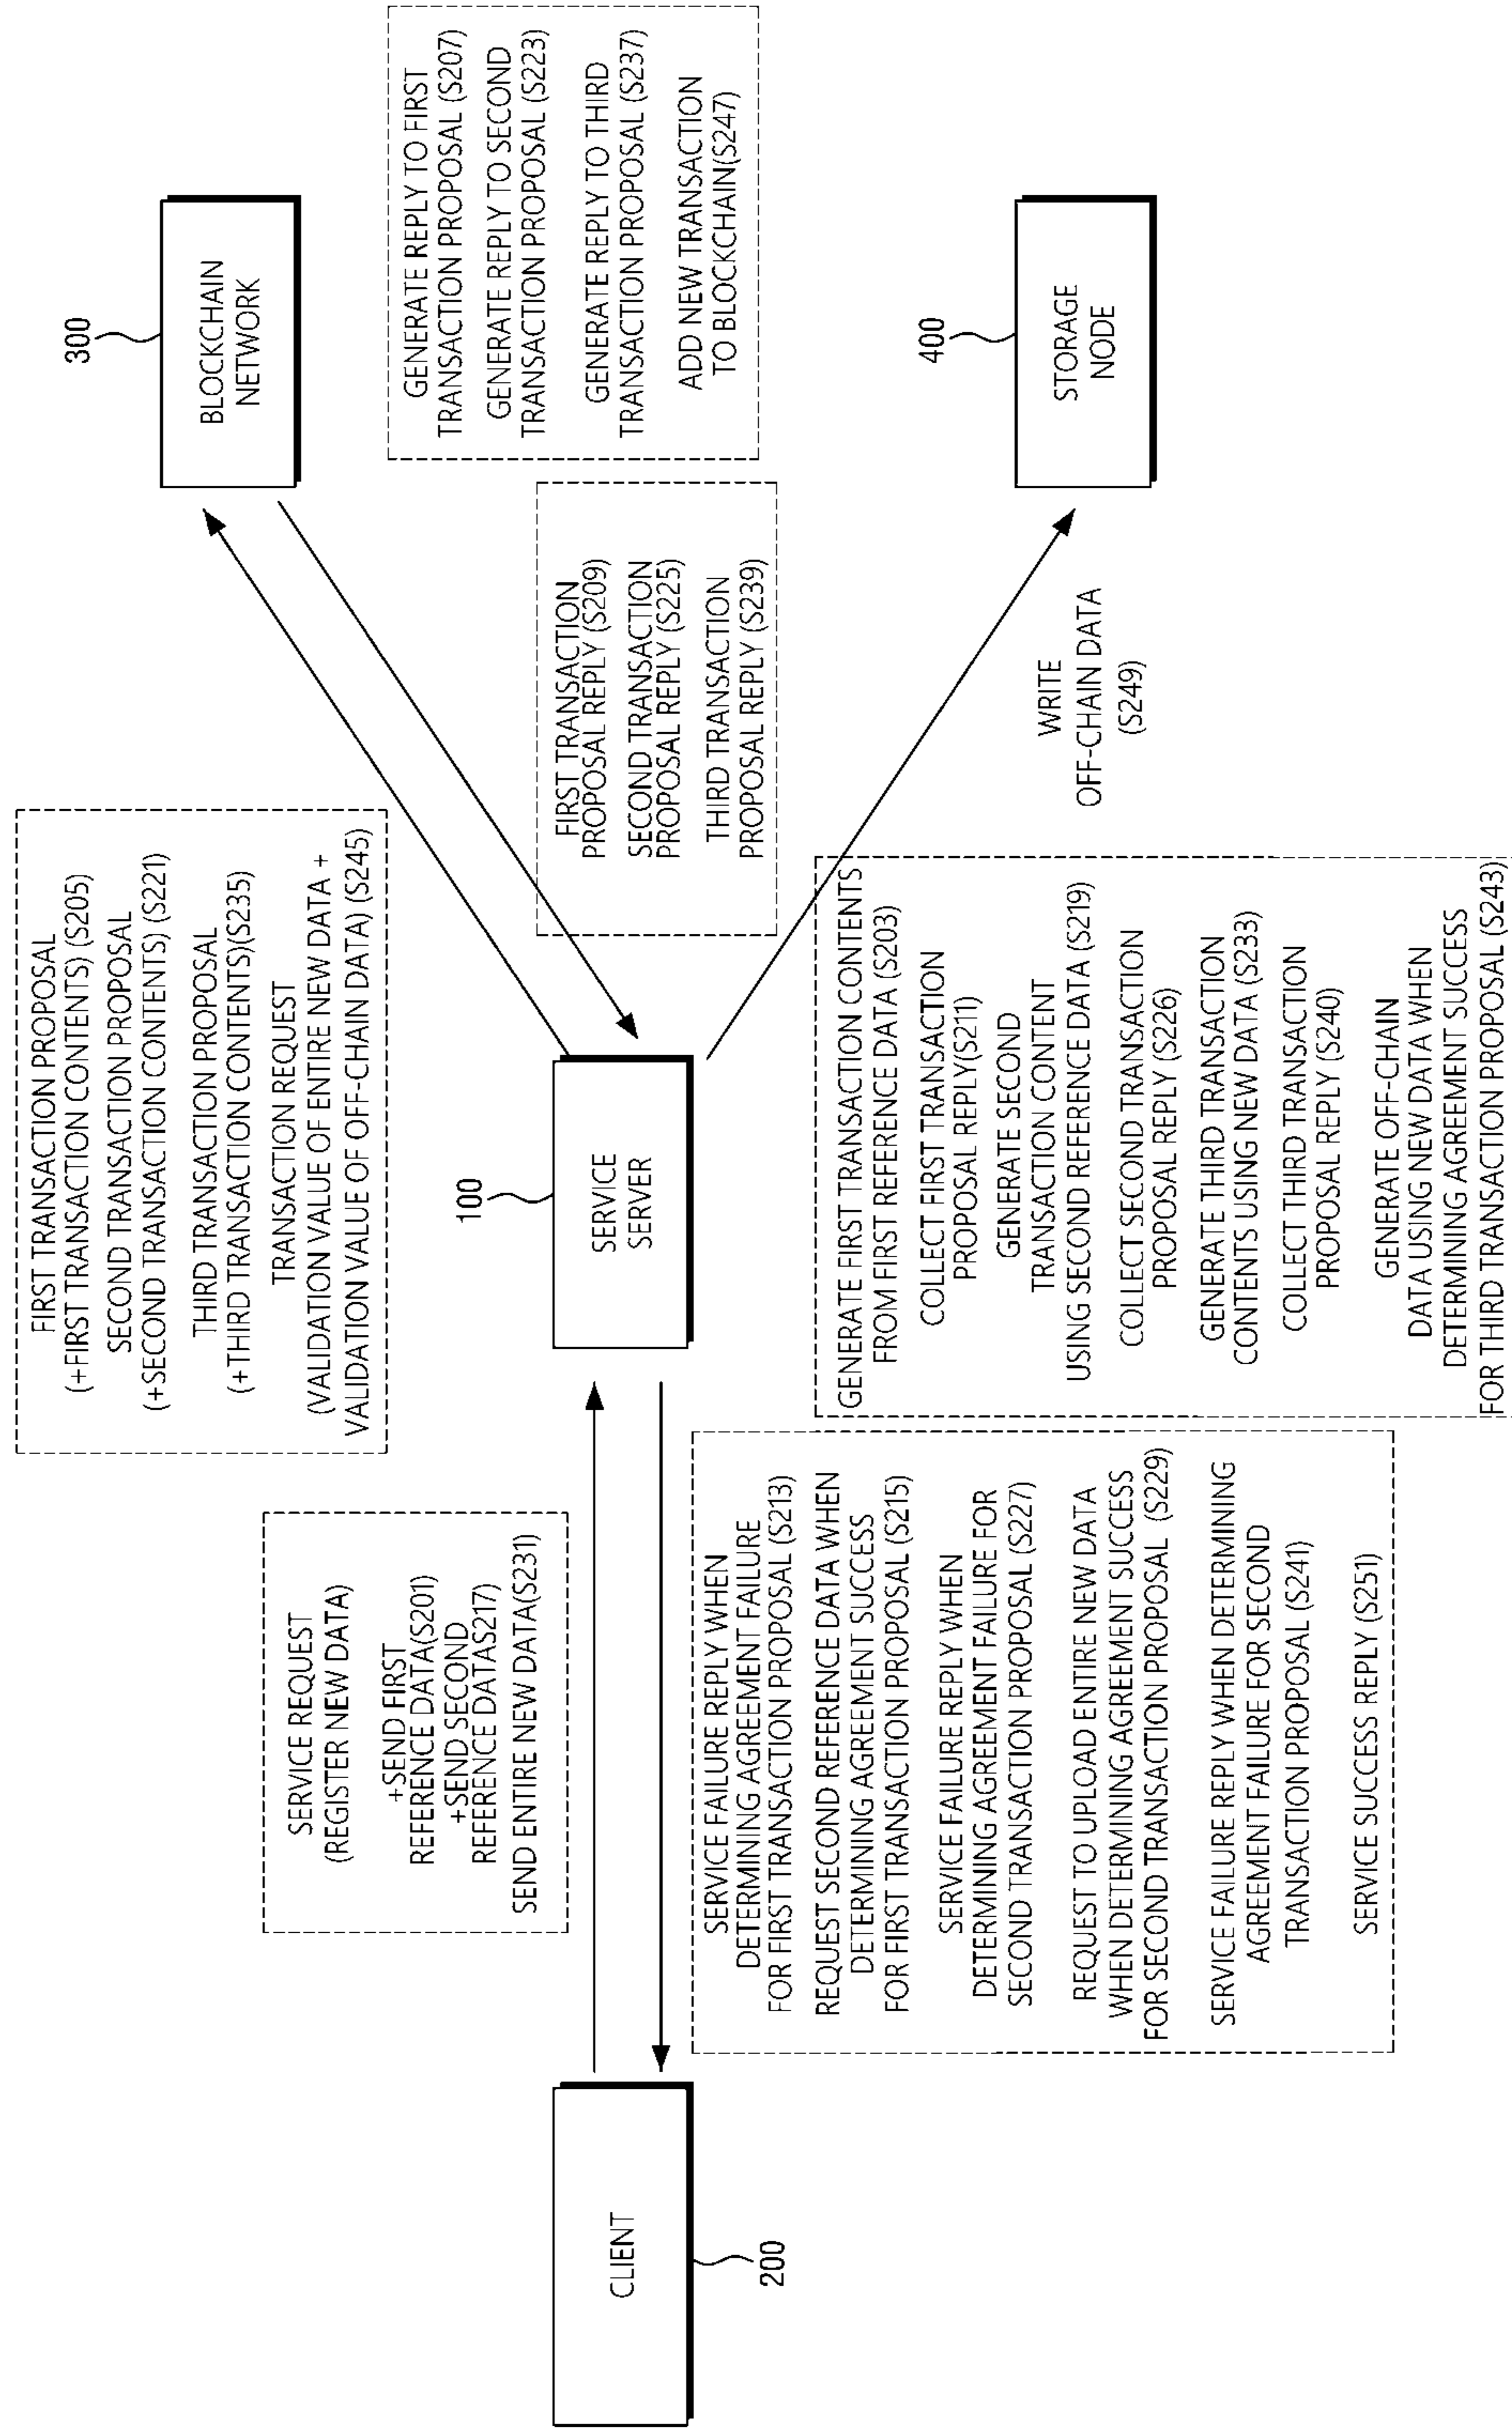 SERVICE REQUEST
(REGISTER NEW DATA)
+SEND FIRST
REFERENCE DATA(S201)
+SEND SECOND
REFERENCE DATAS217)
SEND ENTIRE NEW DATA(S231)
FIRST TRANSACTION PROPOSAL
(+FIRST TRANSACTION CONTENTS) (S205)
SECOND TRANSACTION PROPOSAL
(+SECOND TRANSACTION CONTENTS) (S221)
THIRD TRANSACTION PROPOSAL
(+THIRD TRANSACTION CONTENTS)(S235)
TRANSACTION REQUEST
(VALIDATION VALUE OF ENTIRE NEW DATA +
VALIDATION VALUE OF OFF-CHAIN DATA) (S245)
300
BLOCKCHAIN
NETWORK
GENERATE REPLY TO FIRST
TRANSACTION PROPOSAL (S207)
GENERATE REPLY TO SECOND
TRANSACTION PROPOSAL (S223)
GENERATE REPLY TO THIRD
TRANSACTION PROPOSAL (S237)
ADD NEW TRANSACTION
TO BLOCKCHAIN(S247)
FIRST TRANSACTION
PROPOSAL REPLY (S209)
SECOND TRANSACTION
PROPOSAL REPLY (S225)
THIRD TRANSACTION
PROPOSAL REPLY (S239)
CLIENT
200
100
SERVICE
SERVER
SERVICE FAILURE REPLY WHEN
DETERMINING AGREEMENT FAILURE
FOR FIRST TRANSACTION PROPOSAL (S213)
REQUEST SECOND REFERENCE DATA WHEN
DETERMINING AGREEMENT SUCCESS
FOR FIRST TRANSACTION PROPOSAL (S215)
SERVICE FAILURE REPLY WHEN
DETERMINING AGREEMENT FAILURE FOR
SECOND TRANSACTION PROPOSAL (S227)
REQUEST TO UPLOAD ENTIRE NEW DATA
WHEN DETERMINING AGREEMENT SUCCESS
FOR SECOND TRANSACTION PROPOSAL (S229)
SERVICE FAILURE REPLY WHEN DETERMINING
AGREEMENT FAILURE FOR SECOND
TRANSACTION PROPOSAL (S241)
SERVICE SUCCESS REPLY (S251)
GENERATE FIRST TRANSACTION CONTENTS
FROM FIRST REFERENCE DATA (S203)
COLLECT FIRST TRANSACTION
PROPOSAL REPLY(S211)
GENERATE SECOND
TRANSACTION CONTENT
USING SECOND REFERENCE DATA (S219)
COLLECT SECOND TRANSACTION
PROPOSAL REPLY (S226)
GENERATE THIRD TRANSACTION
CONTENTS USING NEW DATA (S233)
COLLECT THIRD TRANSACTION
PROPOSAL REPLY (S240)
GENERATE OFF-CHAIN
DATA USING NEW DATA WHEN
DETERMINING AGREEMENT SUCCESS
FOR THIRD TRANSACTION PROPOSAL (S243)
WRITE
OFF-CHAIN DATA
(S249)
400
STORAGE
NODE